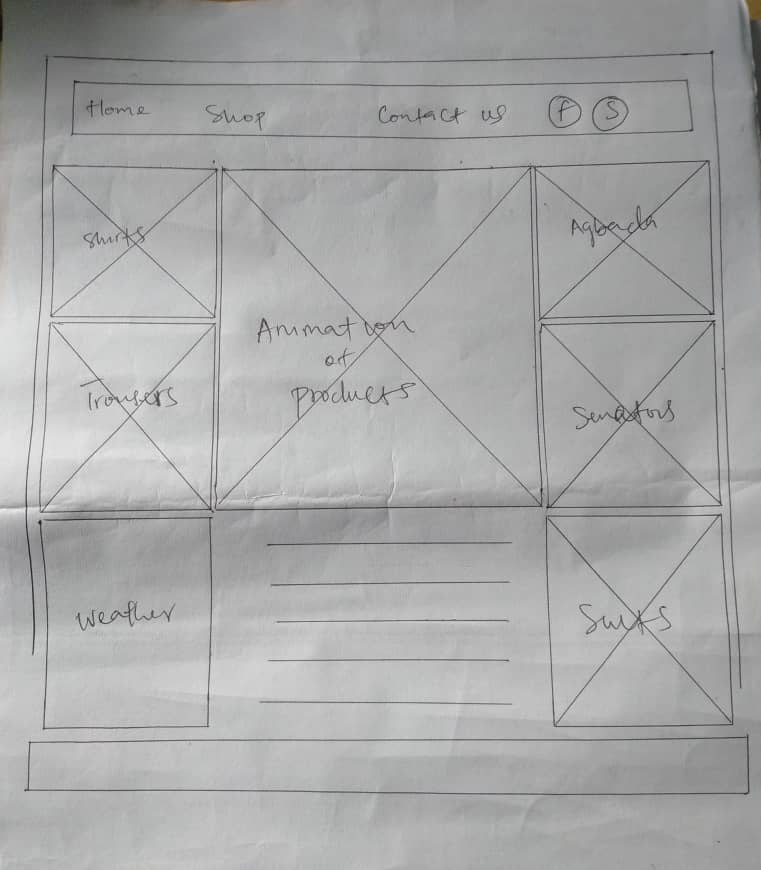 Home Shop Contact us f S
Shirts
Agbada
Animation
of
products
Trousers
Senators
Weather
Suits